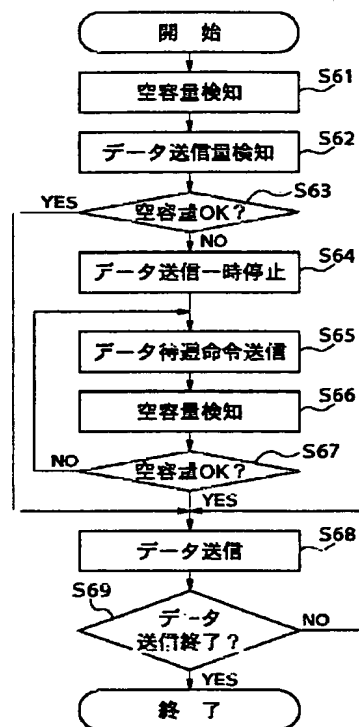 開 始
S61
空容量検知
S62
データ送信量検知
S63
YES
空容量OK?
NO
S64
データ送信一時停止
S65
データ待避命令送信
S66
空容量検知
S67
NO
空容量OK?
YES
S68
データ送信
S69
データ
送信終了?
NO
YES
終 了